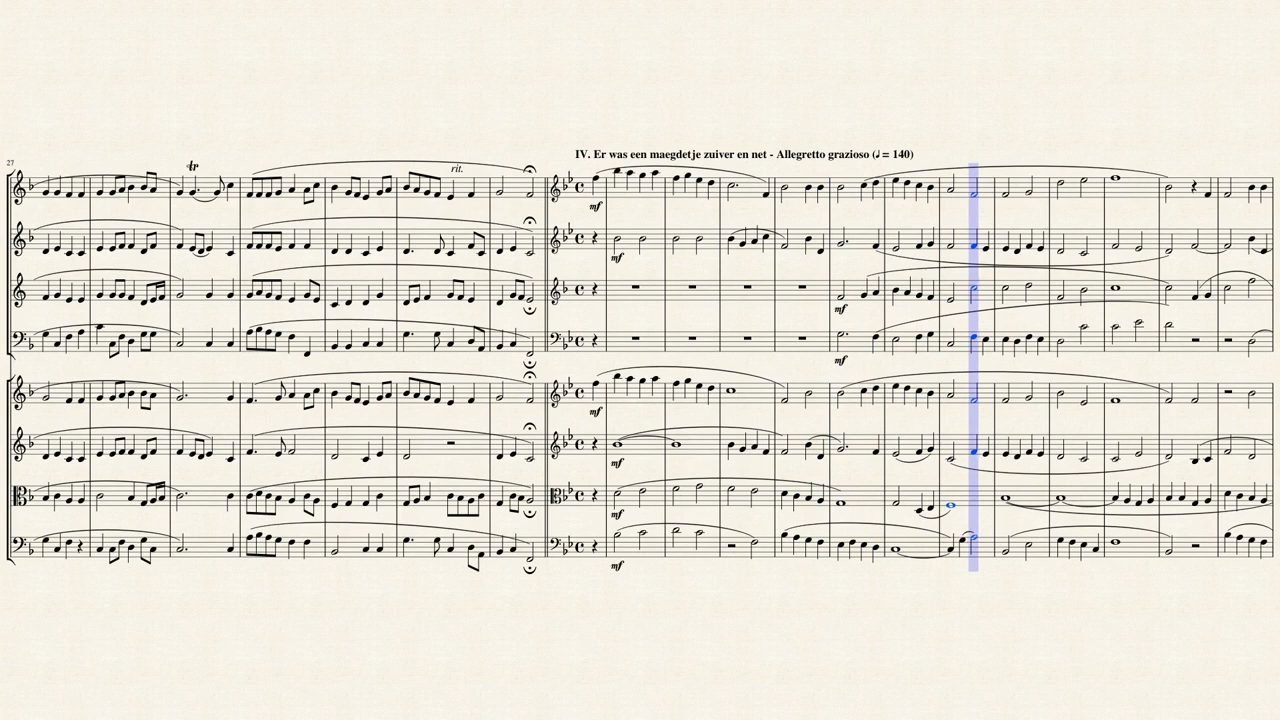 IV. Er was een maegdetje zuiver en net - Allegretto grazioso (♩ = 140)
27
tr
rit.
mf
mf
mf
mf
mf
mf
mf
mf